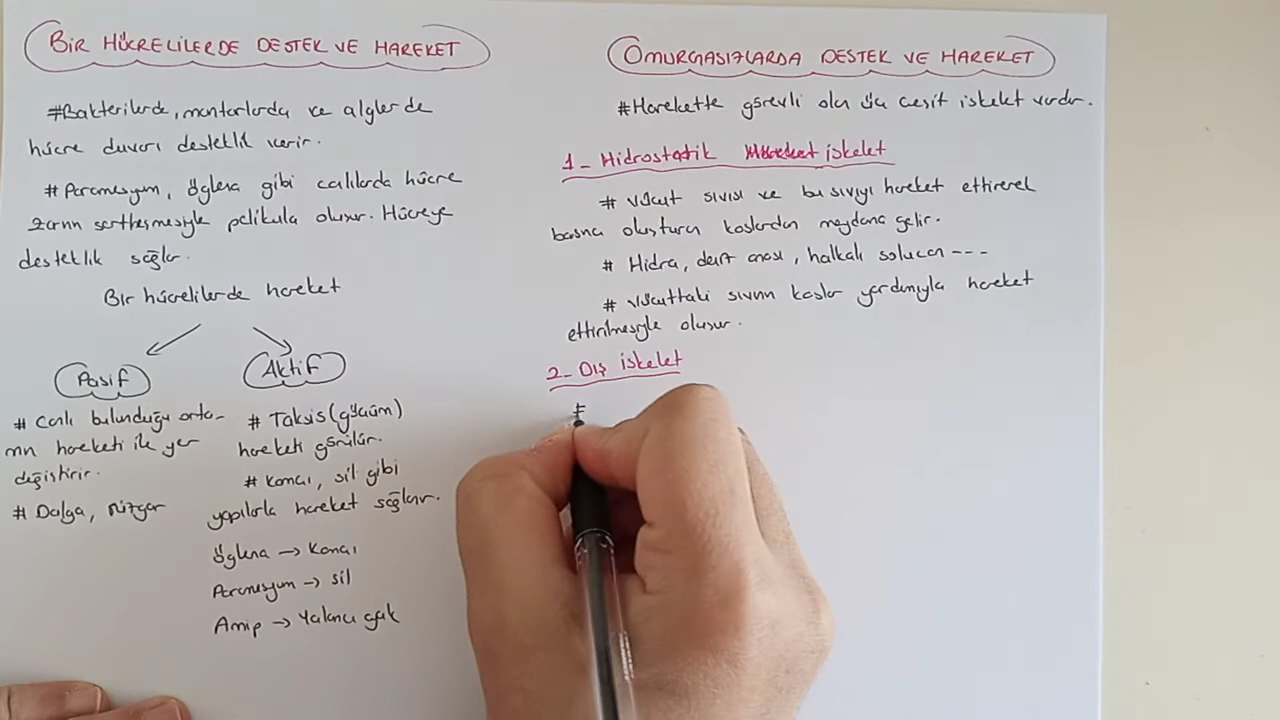 BİR HÜCRELİLERDE DESTEK VE HAREKET
#Bakterilerde, mantarlarda ve alglerde
hücre duvarı desteklik verir.
# Paramesyum, öglena gibi canlılarda hücre
zarının sertleşmesiyle pelikula oluşur. Hücreye
desteklik sağlar.
Bir hücrelilerde hareket
Pasif
# Canlı bulunduğu orta-
mın hareketi ile yer
değiştirir.
# Dalga, rüzgar
Aktif
# Taksis (göçüm)
hareketi görülür.
# Kamçı, sil gibi
yapılarla hareket sağlanır.
Öglena → Kamçı
Paramesyum → Sil
Amip → Yalancı ayak
OMURGASIZLARDA DESTEK VE HAREKET
#Harekette görevli olan üç çeşit iskelet vardır.
1- Hidrostatik iskelet
# Vücut sıvısı ve bu sıvıyı hareket ettirerek
basınç oluşturan kaslardan meydana gelir.
# Hidra, deniz anası, halkalı solucan ---
# Vücuttaki sıvının kaslar yardımıyla hareket
ettirilmesiyle oluşur.
2- Dış iskelet